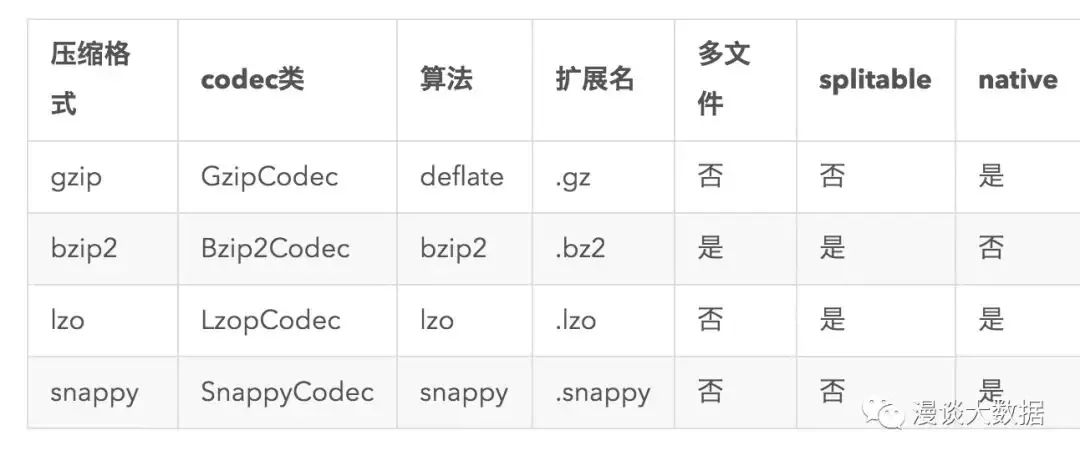 压缩格式 codec类 算法 扩展名 多文件 splitable native
gzip GzipCodec deflate .gz 否 否 是
bzip2 Bzip2Codec bzip2 .bz2 是 是 否
lzo LzopCodec lzo .lzo 否 是 是
snappy SnappyCodec snappy .snappy 否 否 是
漫谈大数据